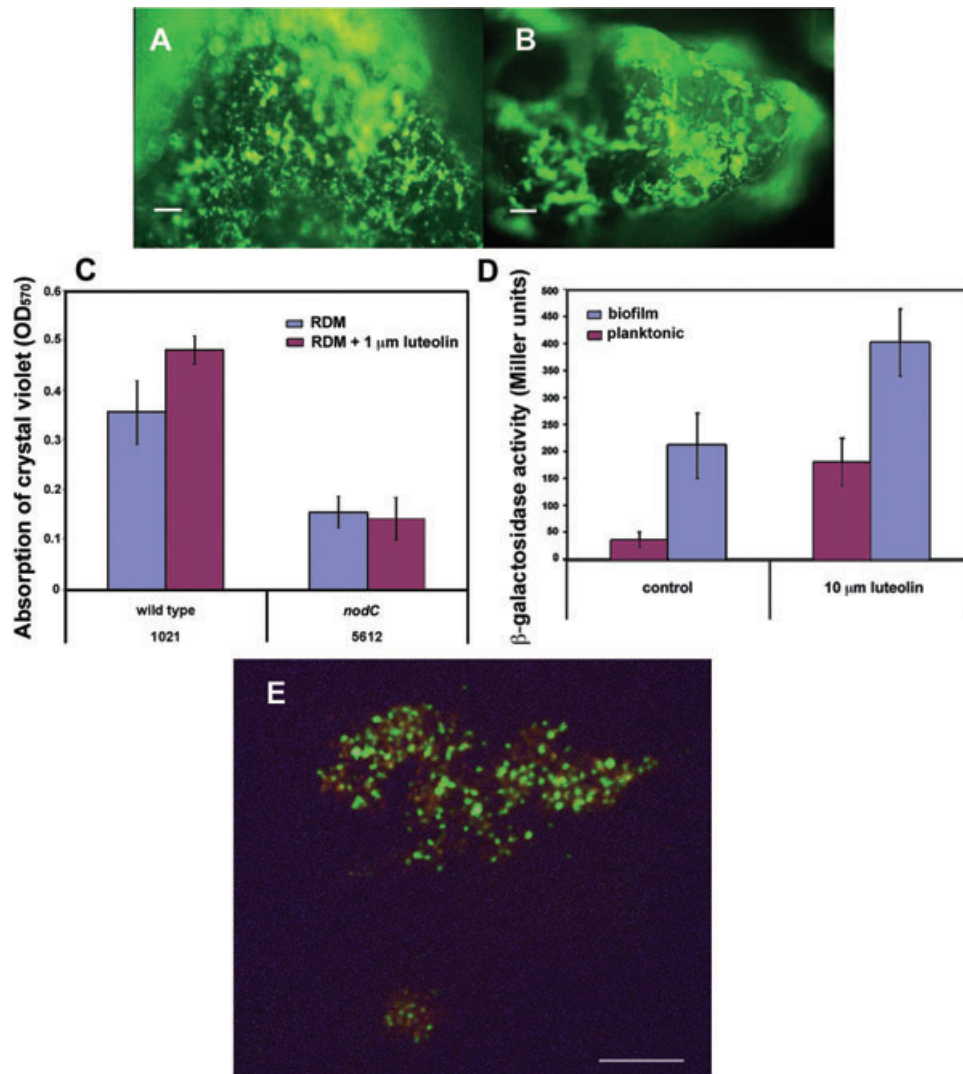 A
B
C
Absorption of crystal violet (OD570)
0.6
0.5
0.4
0.3
0.2
0.1
0
RDM
RDM + 1 μm luteolin
wild type
nodC
1021
5612
D
β-galactosidase activity (Miller units)
500
450
400
350
300
250
200
150
100
50
0
biofilm
planktonic
control
10 μm luteolin
E